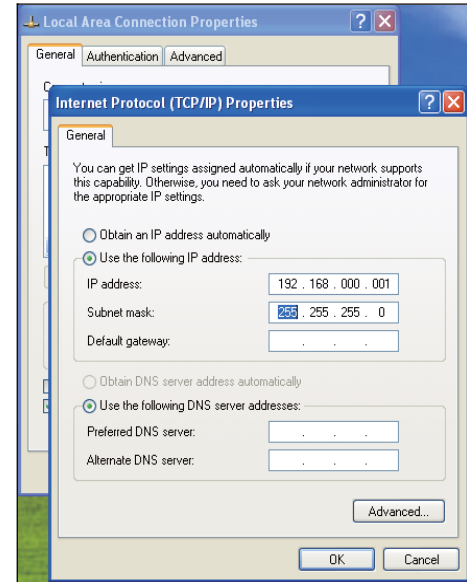 Local Area Connection Properties
General Authentication Advanced
Internet Protocol (TCP/IP) Properties
General
You can get IP settings assigned automatically if your network supports
this capability. Otherwise, you need to ask your network administrator for
the appropriate IP settings.
Obtain an IP address automatically
Use the following IP address:
IP address: 192 . 168 . 000 . 001
Subnet mask: 255 . 255 . 255 . 0
Default gateway: . . .
Obtain DNS server address automatically
Use the following DNS server addresses:
Preferred DNS server: . . .
Alternate DNS server: . . .
Advanced...
OK Cancel